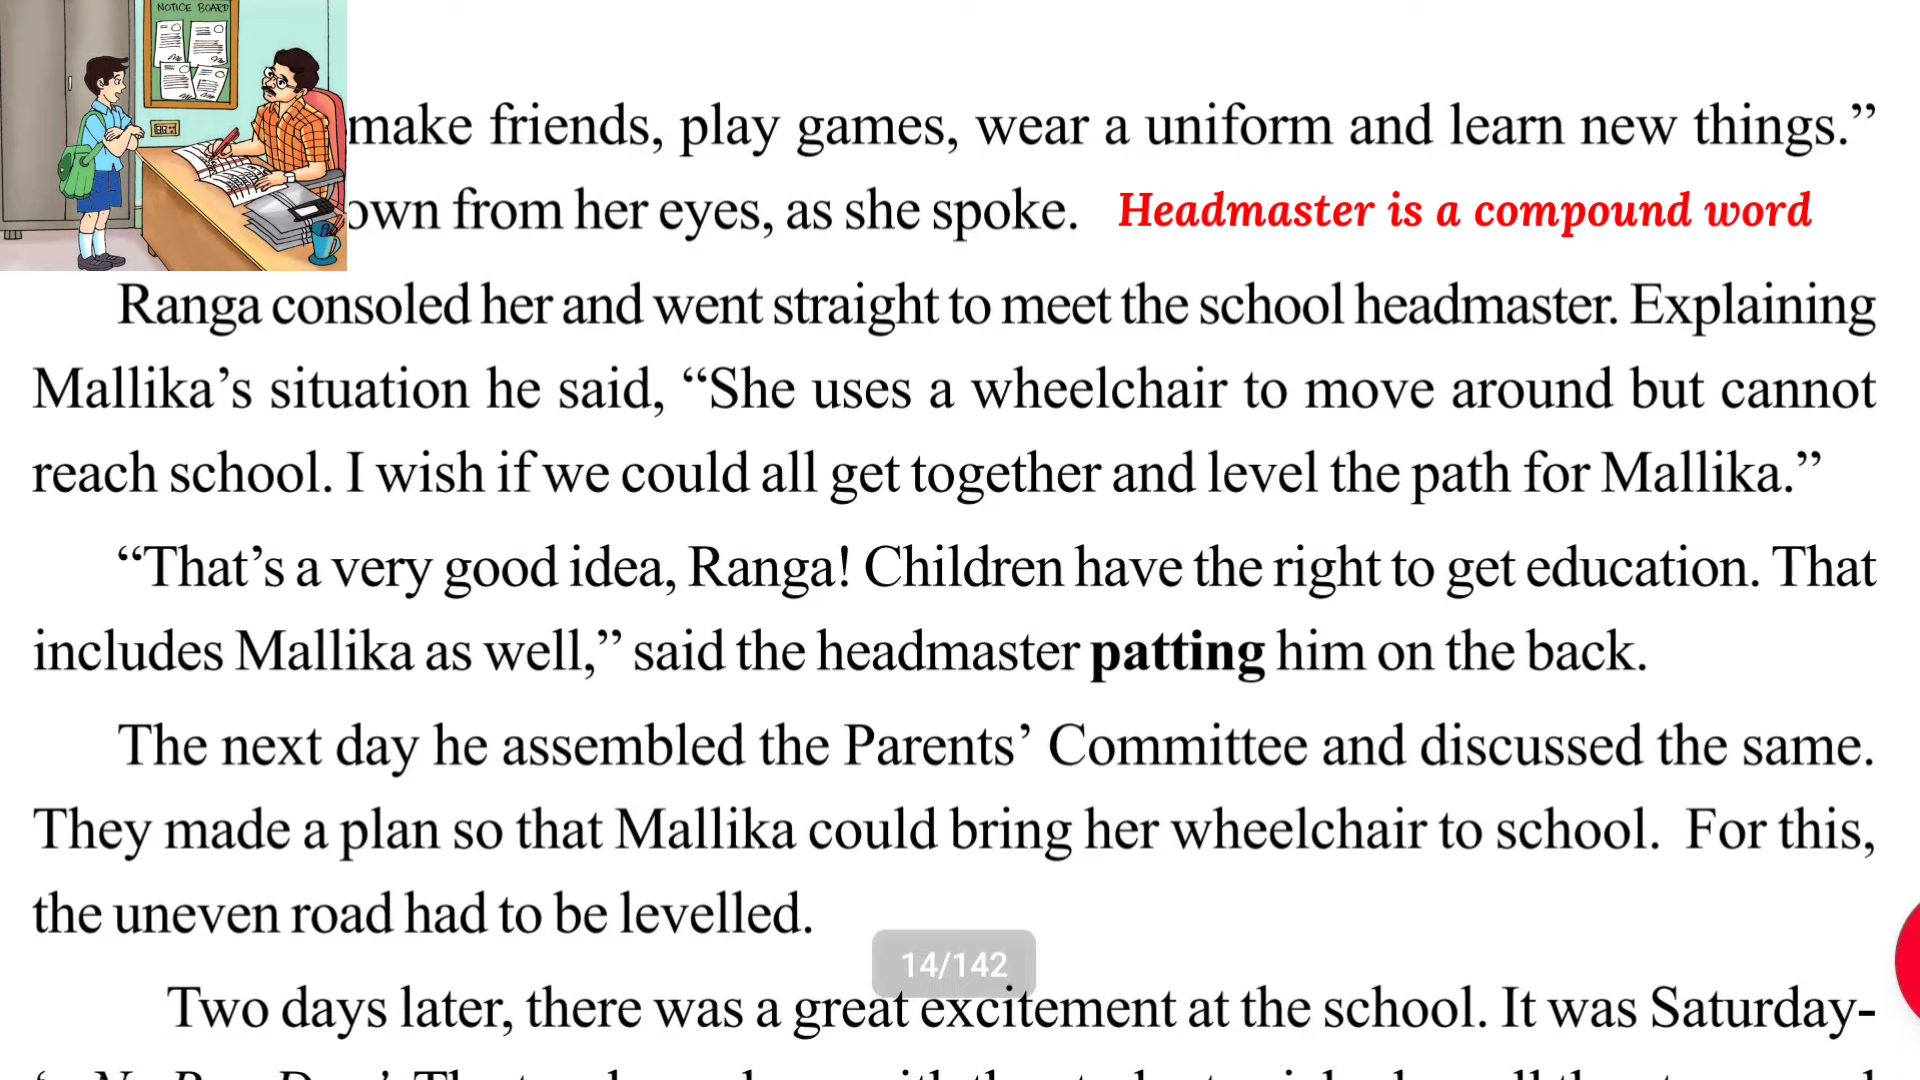 NOTICE BOARD
make friends, play games, wear a uniform and learn new things.”
own from her eyes, as she spoke. Headmaster is a compound word
Ranga consoled her and went straight to meet the school headmaster. Explaining
Mallika’s situation he said, “She uses a wheelchair to move around but cannot
reach school. I wish if we could all get together and level the path for Mallika.”
“That’s a very good idea, Ranga! Children have the right to get education. That
includes Mallika as well,” said the headmaster patting him on the back.
The next day he assembled the Parents’ Committee and discussed the same.
They made a plan so that Mallika could bring her wheelchair to school. For this,
the uneven road had to be levelled.
14/142
Two days later, there was a great excitement at the school. It was Saturday-